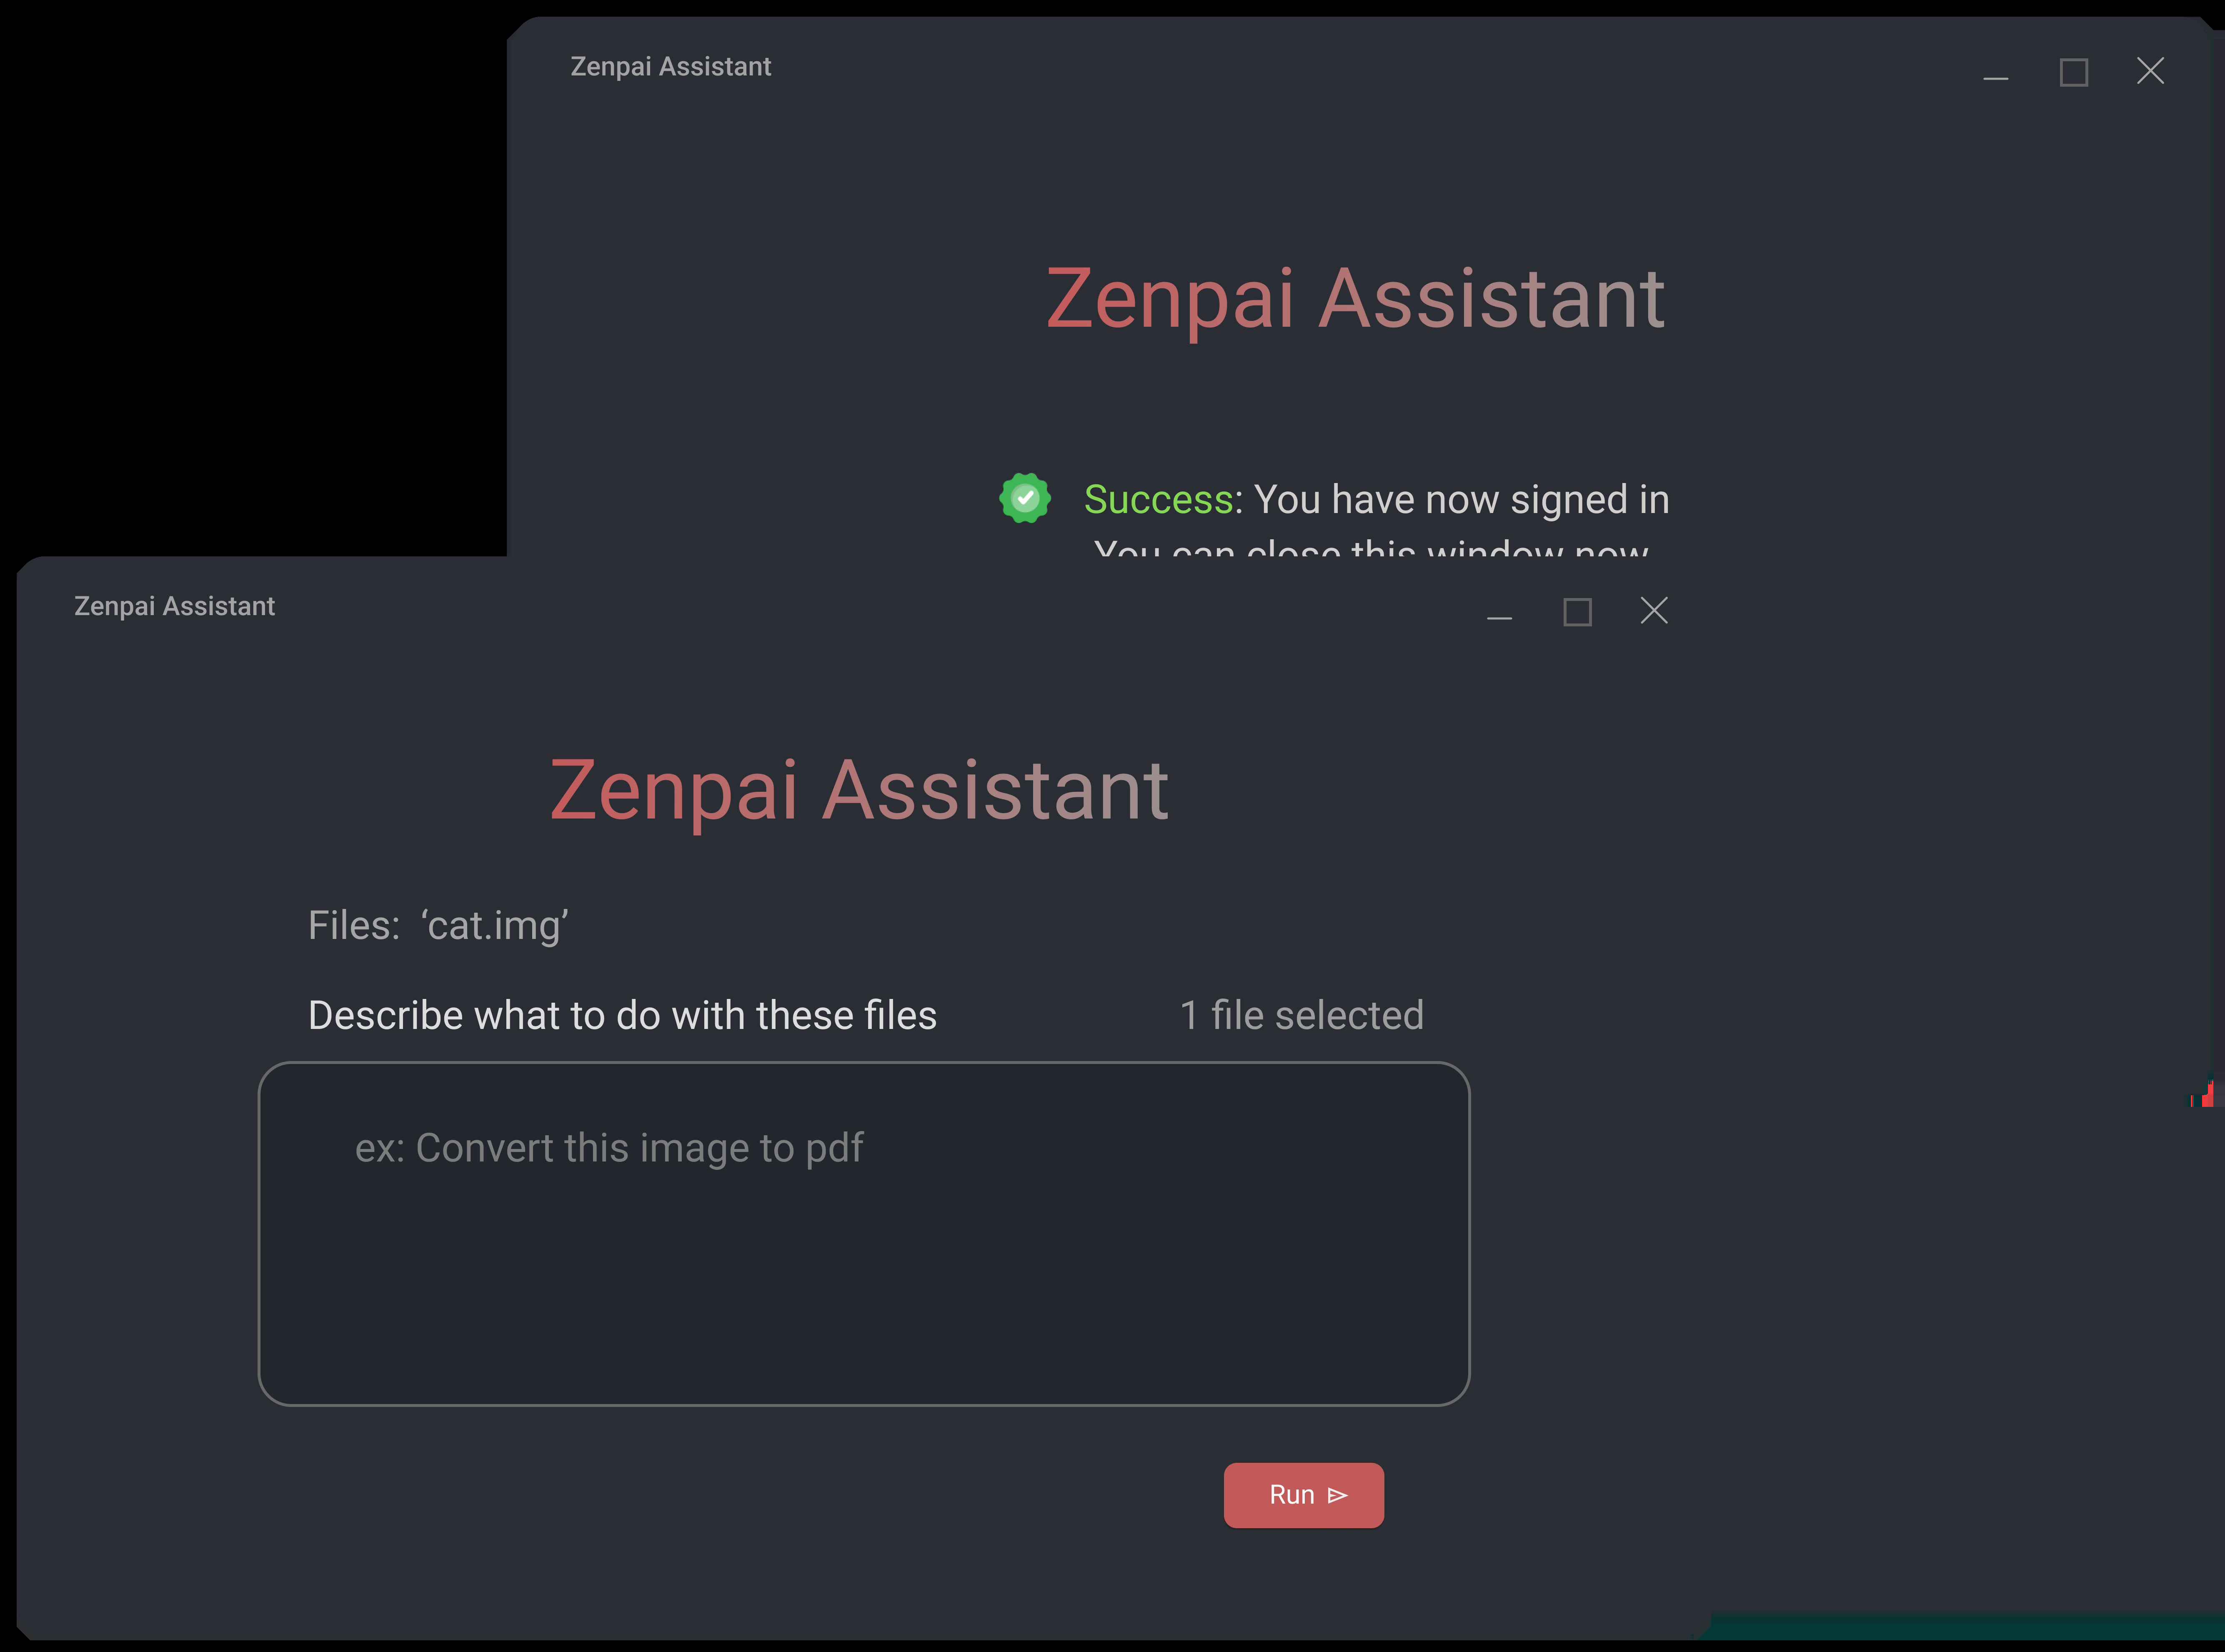 Zenpai Assistant
Zenpai Assistant
Success: You have now signed in
You can close this window now
Zenpai Assistant
Zenpai Assistant
Files: ‘cat.img’
Describe what to do with these files
1 file selected
ex: Convert this image to pdf
Run